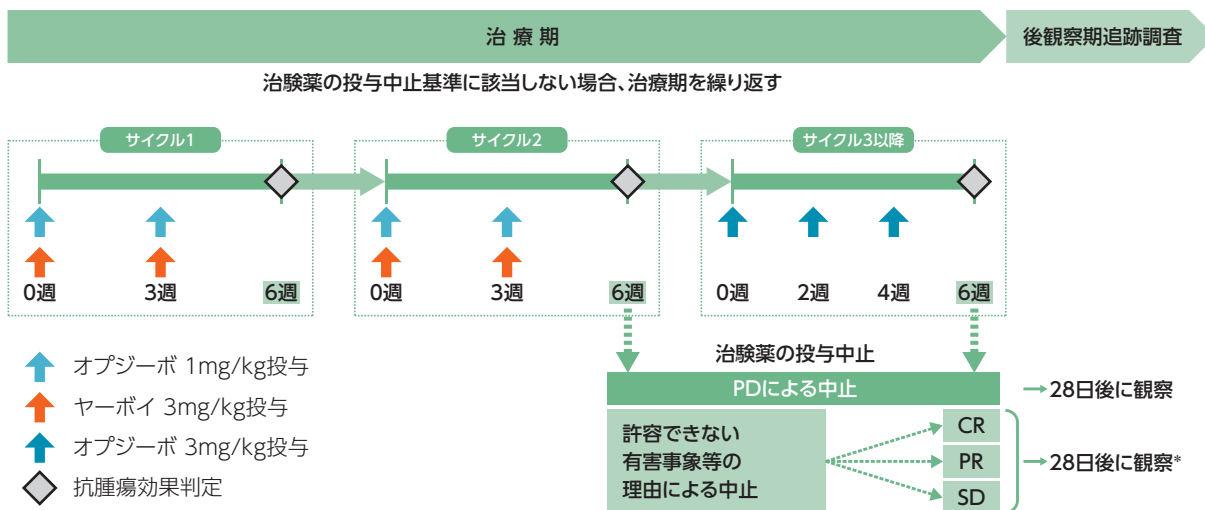 治療期
後観察期追跡調査
治験薬の投与中止基準に該当しない場合、治療期を繰り返す
サイクル1
サイクル2
サイクル3以降
0週
3週
6週
0週
3週
6週
0週
2週
4週
6週
オプジーボ 1mg/kg投与
ヤーボイ 3mg/kg投与
オプジーボ 3mg/kg投与
抗腫瘍効果判定
治験薬の投与中止
PDによる中止
→28日後に観察
許容できない
有害事象等の
理由による中止
CR
PR
SD
→28日後に観察*